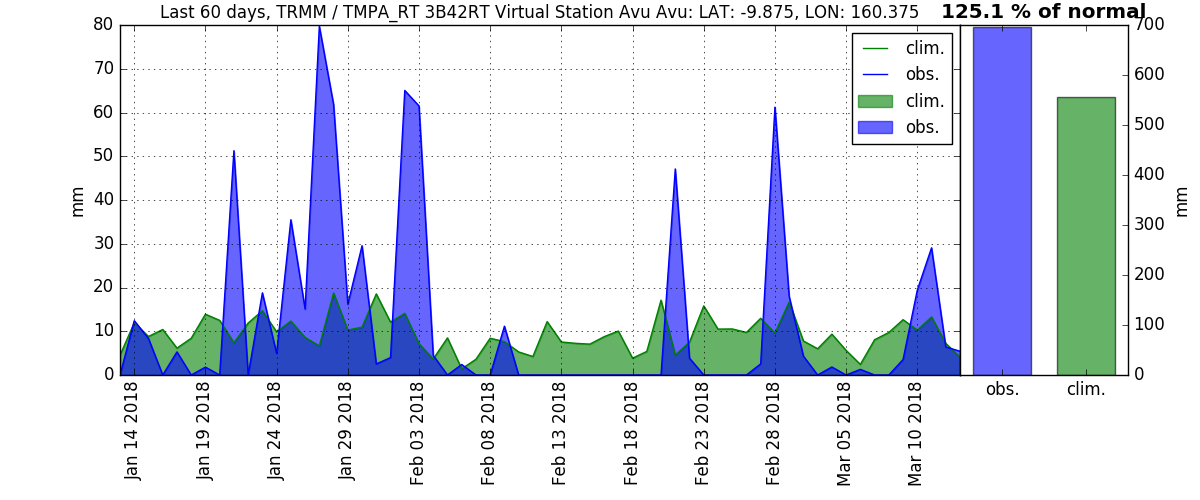 Last 60 days, TRMM / TMPA_RT 3B42RT Virtual Station Avu Avu: LAT: -9.875, LON: 160.375
125.1 % of normal
80
70
60
50
40
30
20
10
0
mm
clim.
obs.
clim.
obs.
Jan 14 2018
Jan 19 2018
Jan 24 2018
Jan 29 2018
Feb 03 2018
Feb 08 2018
Feb 13 2018
Feb 18 2018
Feb 23 2018
Feb 28 2018
Mar 05 2018
Mar 10 2018
700
600
500
400
300
200
100
0
mm
obs.
clim.